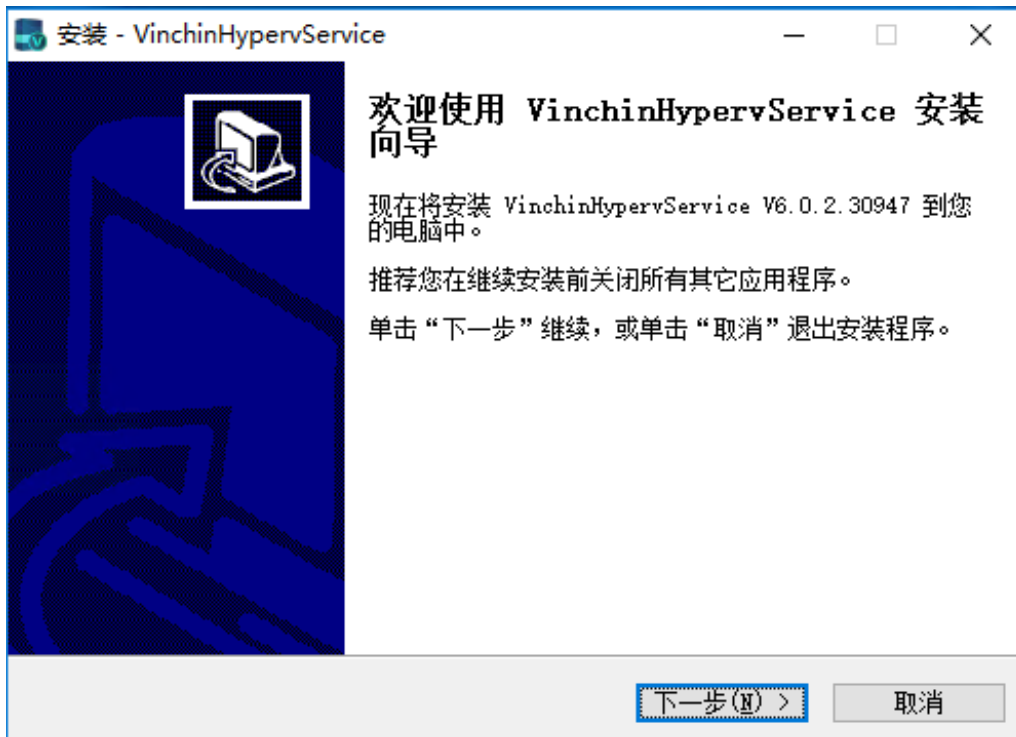 安装 - VinchinHypervService
欢迎使用 VinchinHypervService 安装
向导
现在将安装 VinchinHypervService V6.0.2.30947 到您
的电脑中。
推荐您在继续安装前关闭所有其它应用程序。
单击“下一步”继续，或单击“取消”退出安装程序。
下一步(N) >
取消